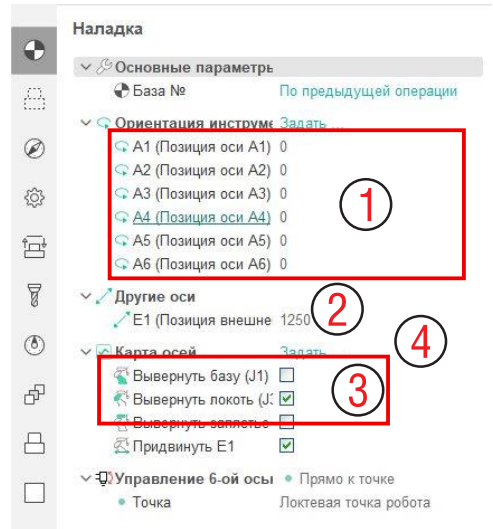 Наладка
Основные параметрь
База № По предыдущей операции
Ориентация инструме Задать ...
A1 (Позиция оси A1) 0
A2 (Позиция оси A2) 0
A3 (Позиция оси A3) 0
A4 (Позиция оси A4) 0
A5 (Позиция оси A5) 0
A6 (Позиция оси A6) 0
1
Другие оси
E1 (Позиция внешне 1250
2
Карта осей Задать...
4
Вывернуть базу (J1)
Вывернуть локоть (J3
3
Вывернуть запястье
Придвинуть E1
Управление 6-ой осы Прямо к точке
Точка Локтевая точка робота